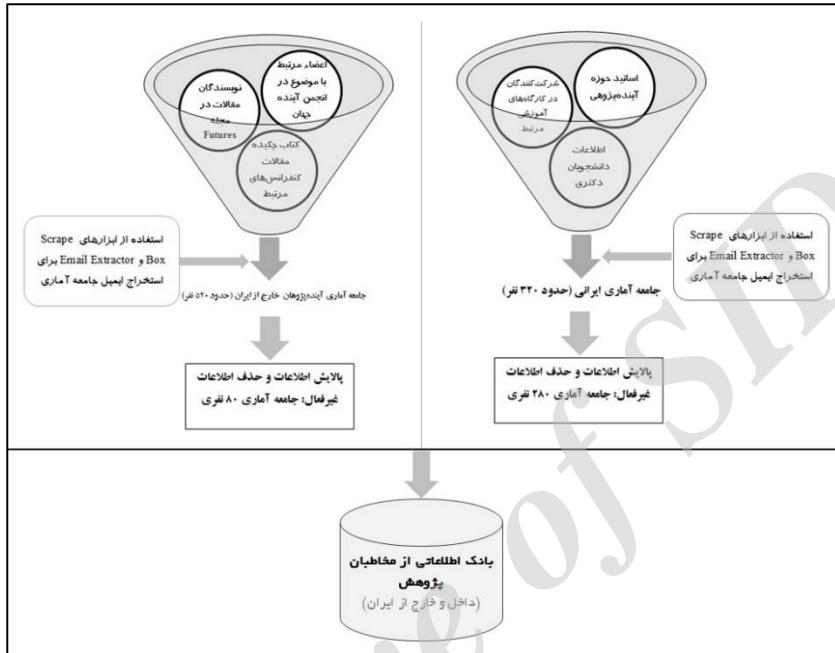 اساتید حوزه
آینده‌پژوهی
شرکت‌کنندگان
در کارگاه‌های
آموزشی
مرتبط
اطلاعات
دانشجویان
دکتری
استفاده از ابزارهای Scrape
Box و Email Extractor برای
استخراج ایمیل جامعه آماری
جامعه آماری ایرانی (حدود ۳۲۰ نفر)
پالایش اطلاعات و حذف اطلاعات
غیرفعال: جامعه آماری ۲۸۰ نفری
اعضاء مرتبط
با موضوع در
انجمن آینده
جهان
نویسندگان
مقالات در
مجله
Futures
کتاب چکیده
مقالات
کنفرانس‌های
مرتبط
استفاده از ابزارهای Scrape
Box و Email Extractor برای
استخراج ایمیل جامعه آماری
جامعه آماری آینده‌پژوهان خارج از ایران (حدود ۵۲۰ نفر)
پالایش اطلاعات و حذف اطلاعات
غیرفعال: جامعه آماری ۸۰ نفری
بانک اطلاعاتی از مخاطبان
پژوهش
(داخل و خارج از ایران)
e of SID